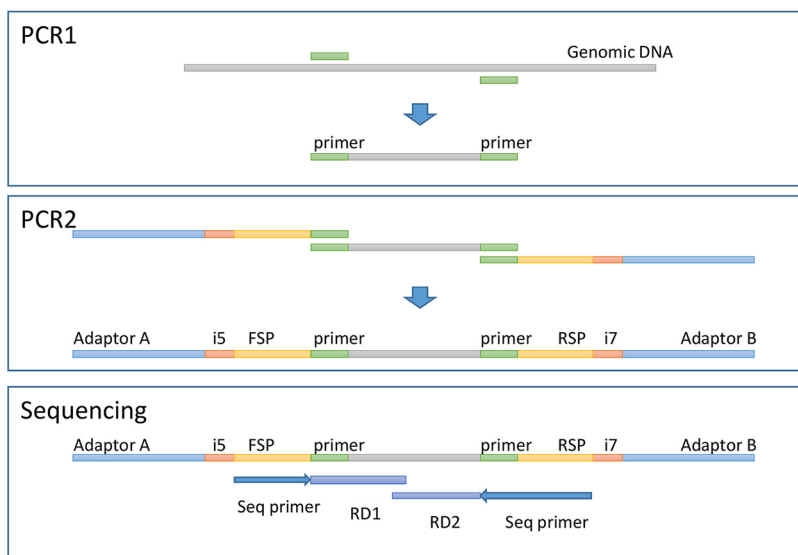 PCR1
Genomic DNA
primer primer
PCR2
Adaptor A i5 FSP primer primer RSP i7 Adaptor B
Sequencing
Adaptor A i5 FSP primer primer RSP i7 Adaptor B
Seq primer RD1 RD2 Seq primer